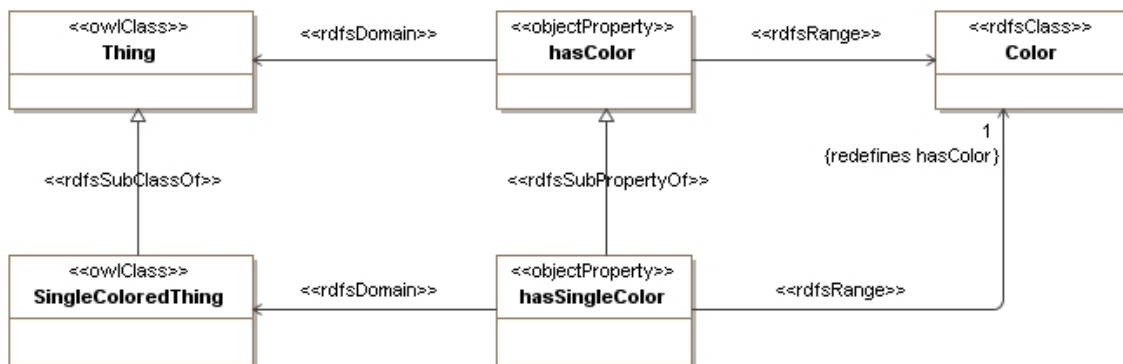 <<owlClass>>
Thing
<<rdfsDomain>>
<<objectProperty>>
hasColor
<<rdfsRange>>
<<rdfsClass>>
Color
1
{redefines hasColor}
<<rdfsSubClassOf>>
<<rdfsSubPropertyOf>>
<<owlClass>>
SingleColoredThing
<<rdfsDomain>>
<<objectProperty>>
hasSingleColor
<<rdfsRange>>